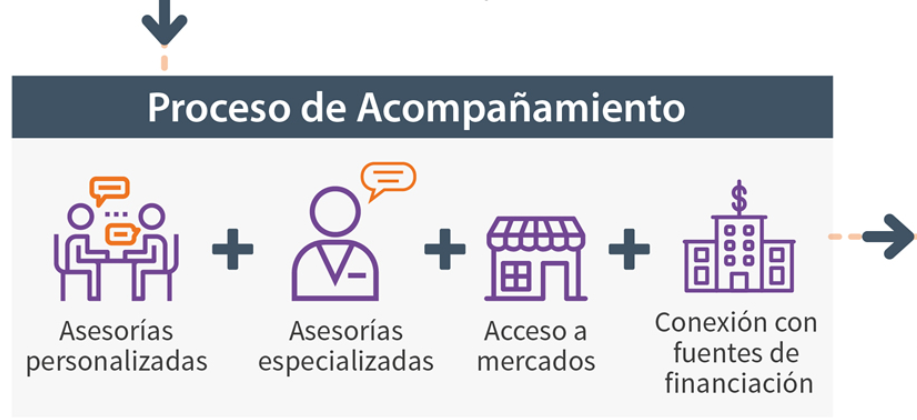 Proceso de Acompañamiento
Asesorías
personalizadas
Asesorías
especializadas
Acceso a
mercados
Conexión con
fuentes de
financiación